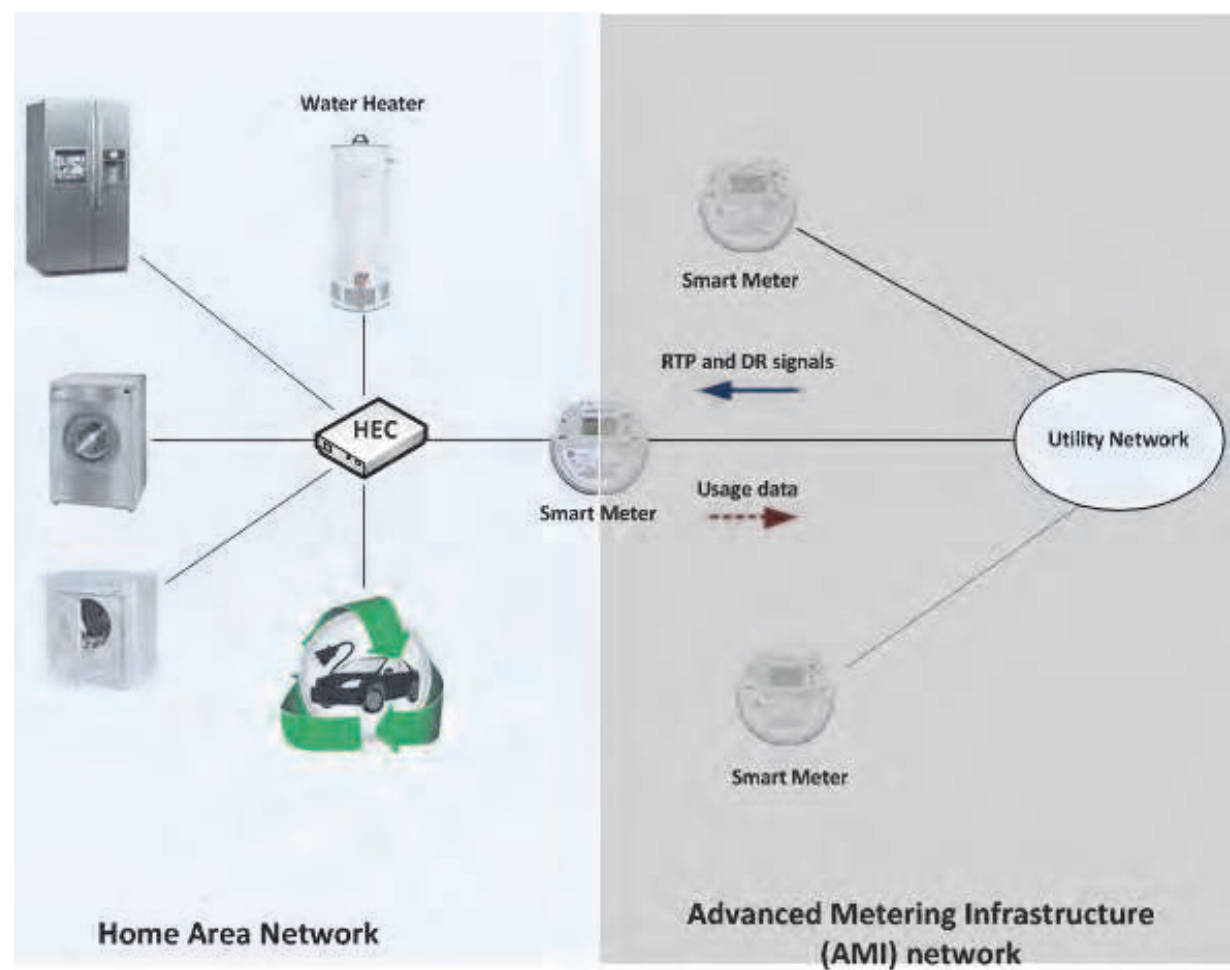 Water Heater
Smart Meter
RTP and DR signals
HEC
Utility Network
Usage data
Smart Meter
Smart Meter
Home Area Network
Advanced Metering Infrastructure
(AMI) network